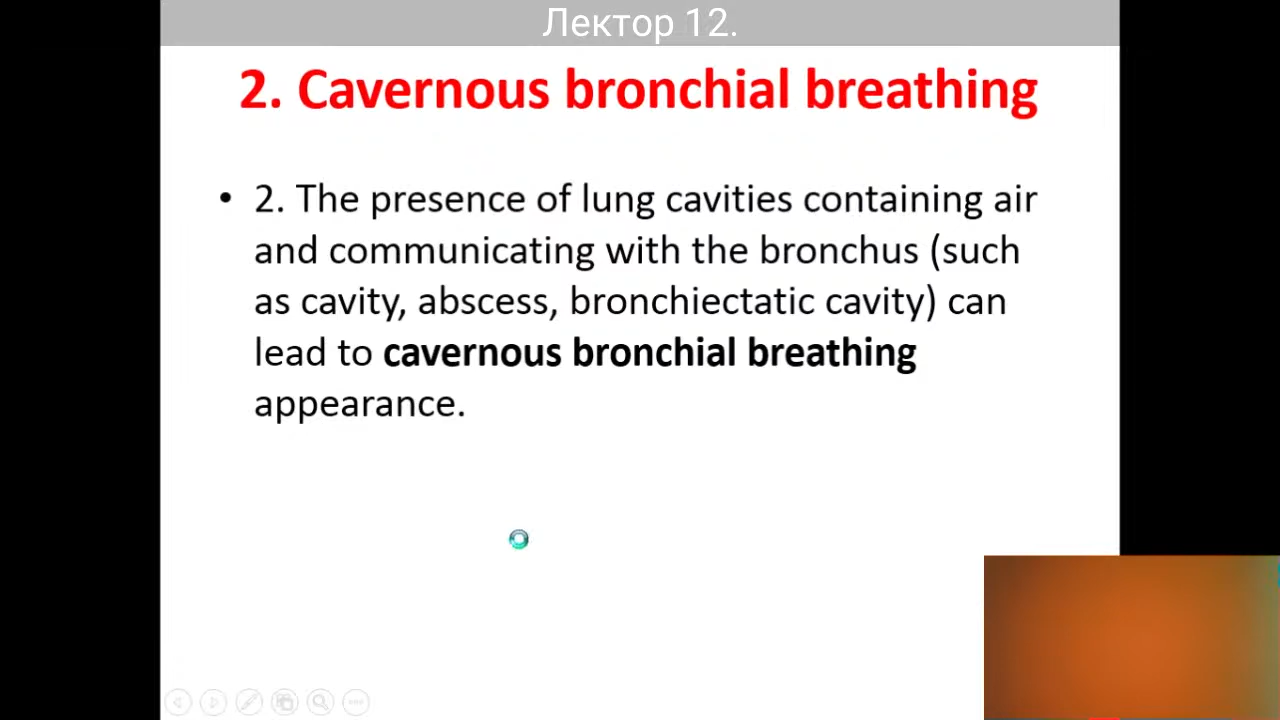 Лектор 12.
2. Cavernous bronchial breathing
• 2. The presence of lung cavities containing air
and communicating with the bronchus (such
as cavity, abscess, bronchiectatic cavity) can
lead to cavernous bronchial breathing
appearance.